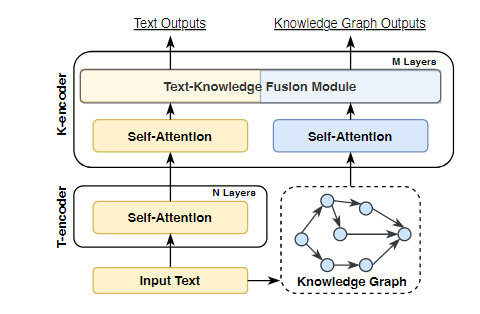 Text Outputs
Knowledge Graph Outputs
M Layers
Text-Knowledge Fusion Module
K-encoder
Self-Attention
Self-Attention
N Layers
T-encoder
Self-Attention
Input Text
Knowledge Graph